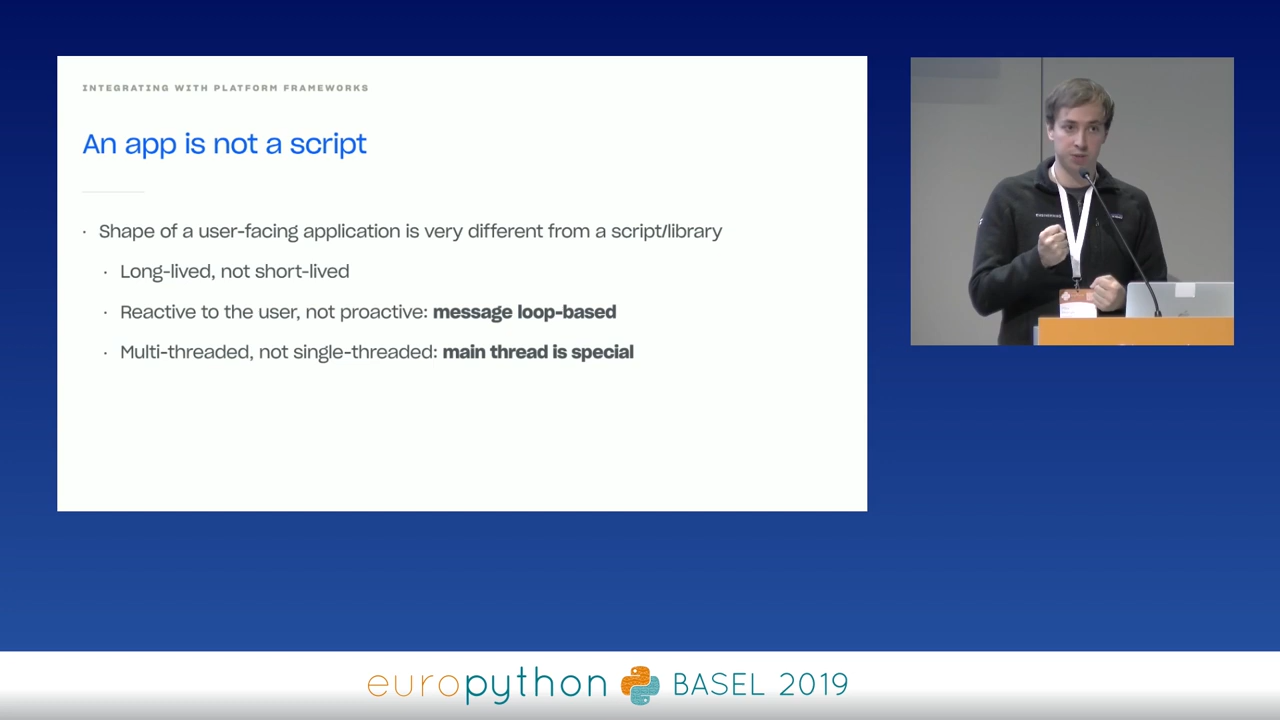 INTEGRATING WITH PLATFORM FRAMEWORKS
An app is not a script
· Shape of a user-facing application is very different from a script/library
· Long-lived, not short-lived
· Reactive to the user, not proactive: message loop-based
· Multi-threaded, not single-threaded: main thread is special
europython BASEL 2019